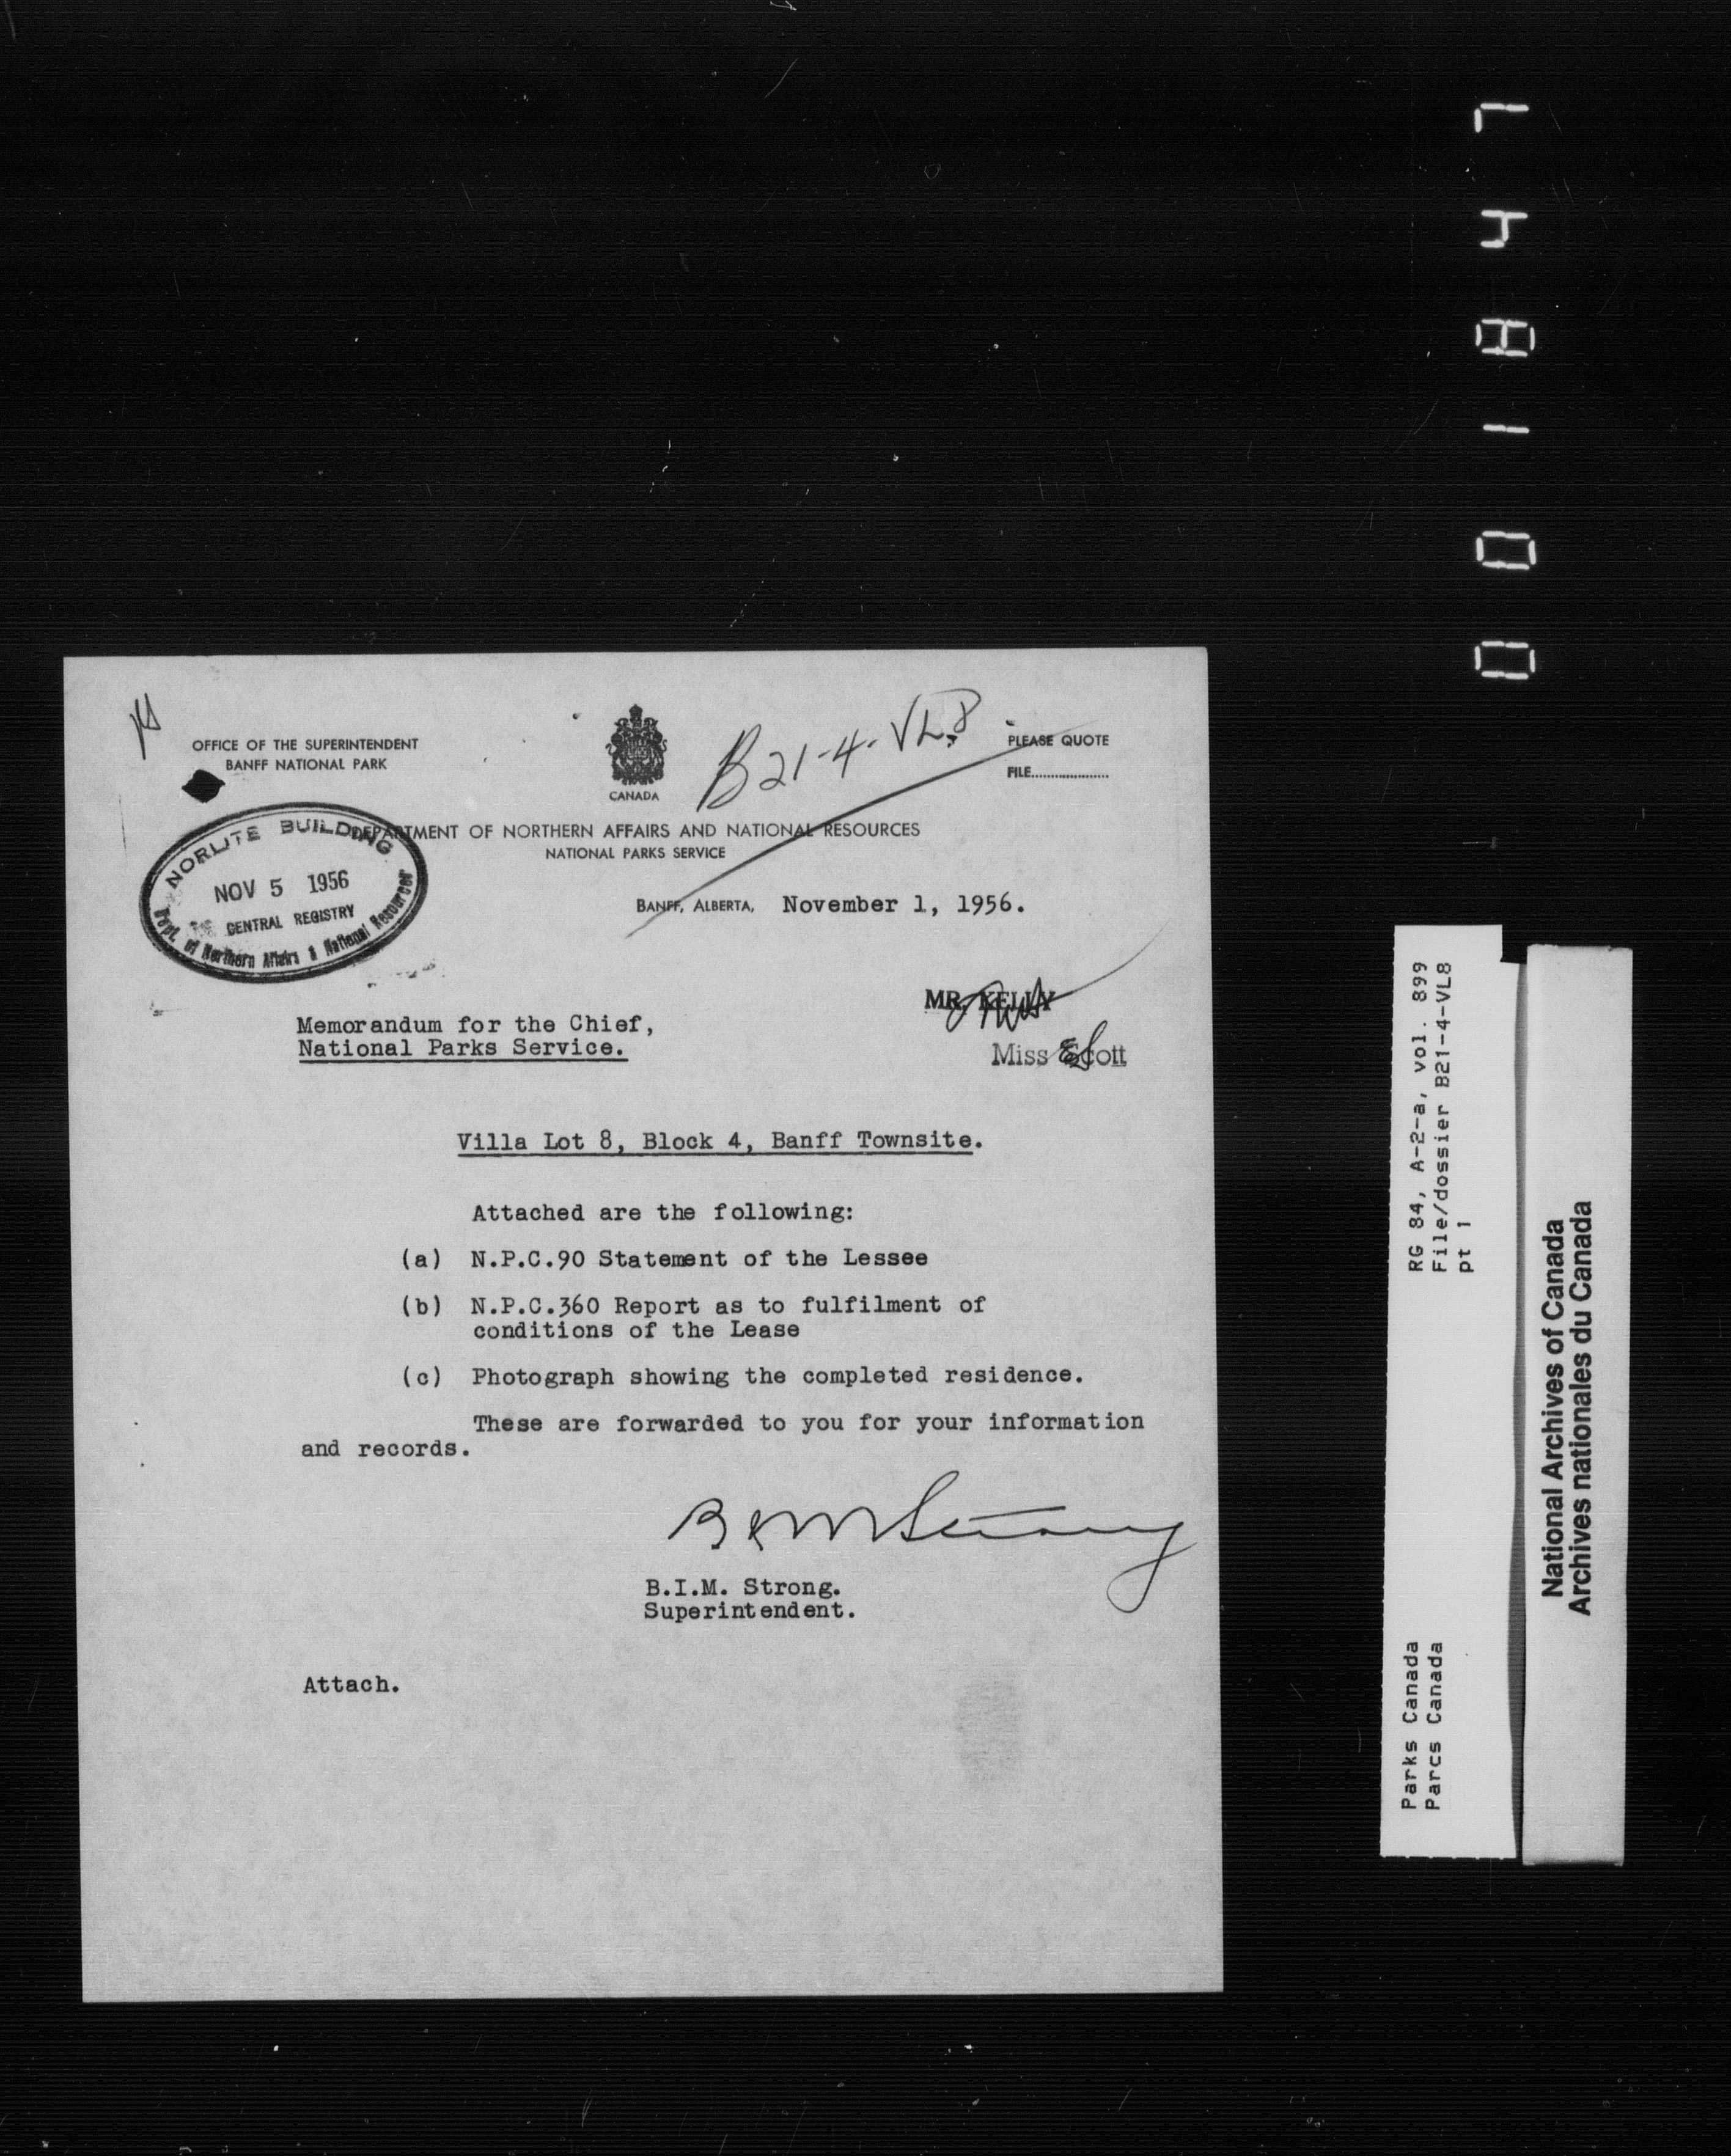 OFFICE OF THE SUPERINTENDENT
BANFF NATIONAL PARK
CANADA
B21-4-VL8
PLEASE QUOTE
FILE....................
DEPARTMENT OF NORTHERN AFFAIRS AND NATIONAL RESOURCES
NATIONAL PARKS SERVICE
NORLITE BUILDING
NOV 5 1956
CENTRAL REGISTRY
Dept. of Northern Affairs & National Resources
BANFF, ALBERTA, November 1, 1956.
MR. KELLY
Miss Scott
Memorandum for the Chief,
National Parks Service.
Villa Lot 8, Block 4, Banff Townsite.
Attached are the following:
(a) N.P.C.90 Statement of the Lessee
(b) N.P.C.360 Report as to fulfilment of
conditions of the Lease
(c) Photograph showing the completed residence.
These are forwarded to you for your information
and records.
B I M Strong
B.I.M. Strong.
Superintendent.
Attach.
RG 84, A-2-a, vol. 899
File/dossier B21-4-VL8
pt 1
Parks Canada
Parcs Canada
National Archives of Canada
Archives nationales du Canada